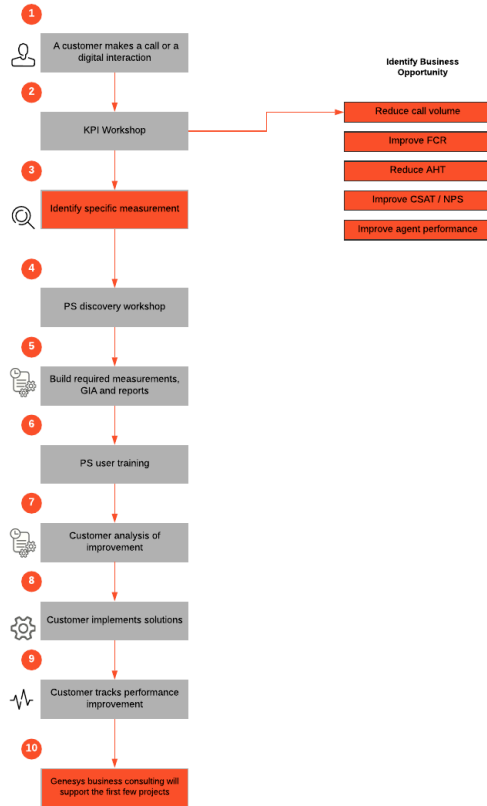 1
A customer makes a call or a
digital interaction
Identify Business
Opportunity
2
KPI Workshop
Reduce call volume
Improve FCR
Reduce AHT
Improve CSAT / NPS
Improve agent performance
3
Identify specific measurement
4
PS discovery workshop
5
Build required measurements,
GIA and reports
6
PS user training
7
Customer analysis of
improvement
8
Customer implements solutions
9
Customer tracks performance
improvement
10
Genesys business consulting will
support the first few projects